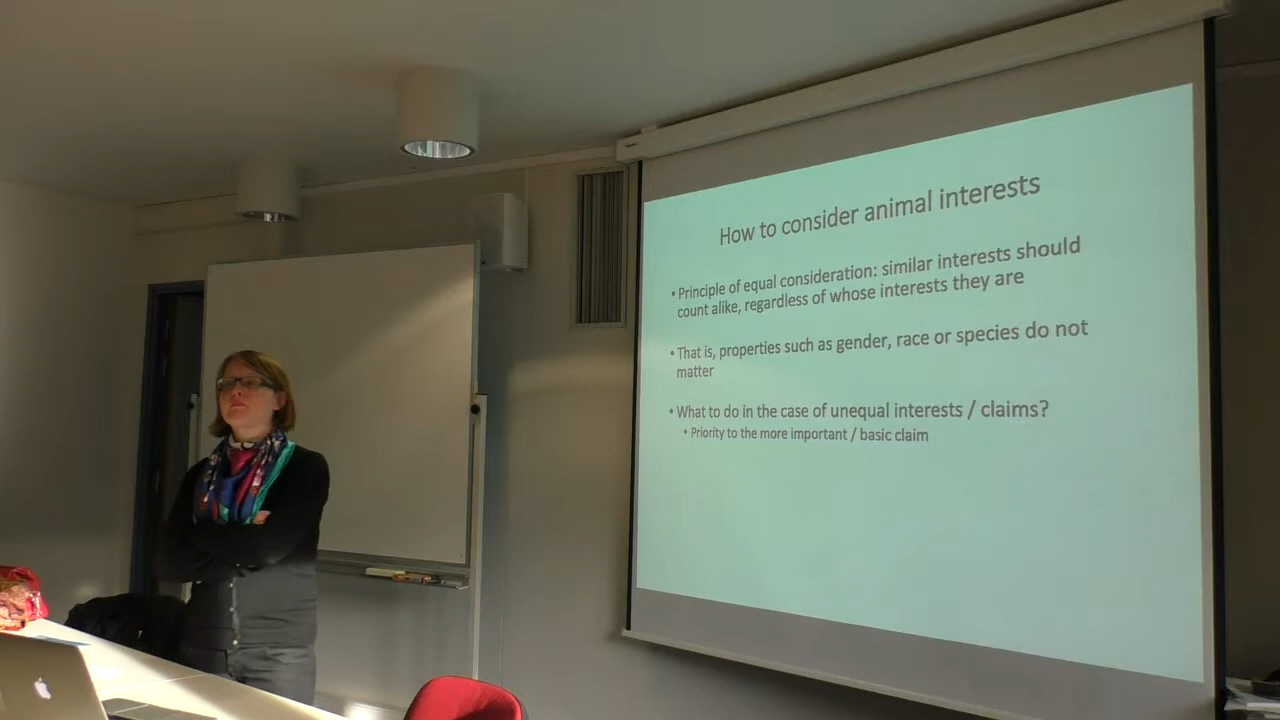 How to consider animal interests
• Principle of equal consideration: similar interests should
count alike, regardless of whose interests they are
• That is, properties such as gender, race or species do not
matter
• What to do in the case of unequal interests / claims?
• Priority to the more important / basic claim